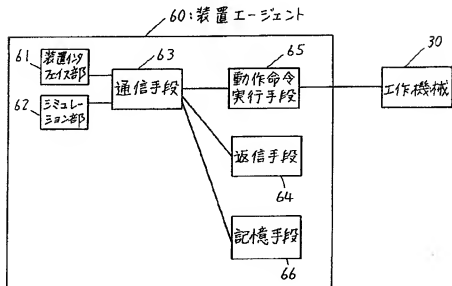 60:装置エージェント
61
装置インタ
フェイス部
63
通信手段
65
動作命令
実行手段
30
工作機械
62
シミュレー
ション部
返信手段
64
記憶手段
66